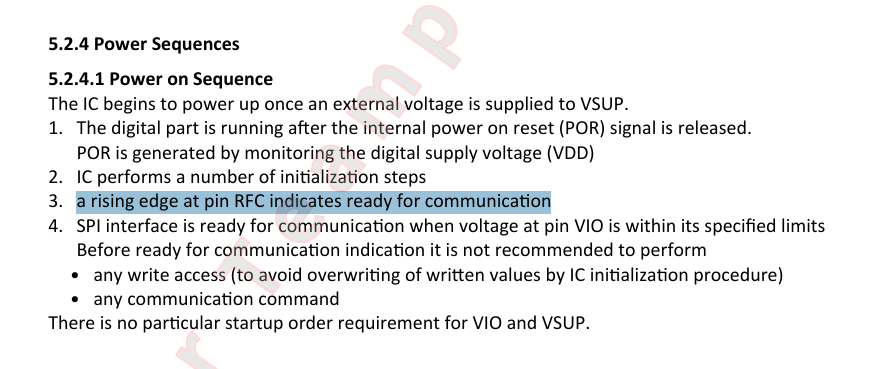 5.2.4 Power Sequences
5.2.4.1 Power on Sequence
The IC begins to power up once an external voltage is supplied to VSUP.
1. The digital part is running after the internal power on reset (POR) signal is released.
POR is generated by monitoring the digital supply voltage (VDD)
2. IC performs a number of initialization steps
3. a rising edge at pin RFC indicates ready for communication
4. SPI interface is ready for communication when voltage at pin VIO is within its specified limits
Before ready for communication indication it is not recommended to perform
• any write access (to avoid overwriting of written values by IC initialization procedure)
• any communication command
There is no particular startup order requirement for VIO and VSUP.
r Teamp